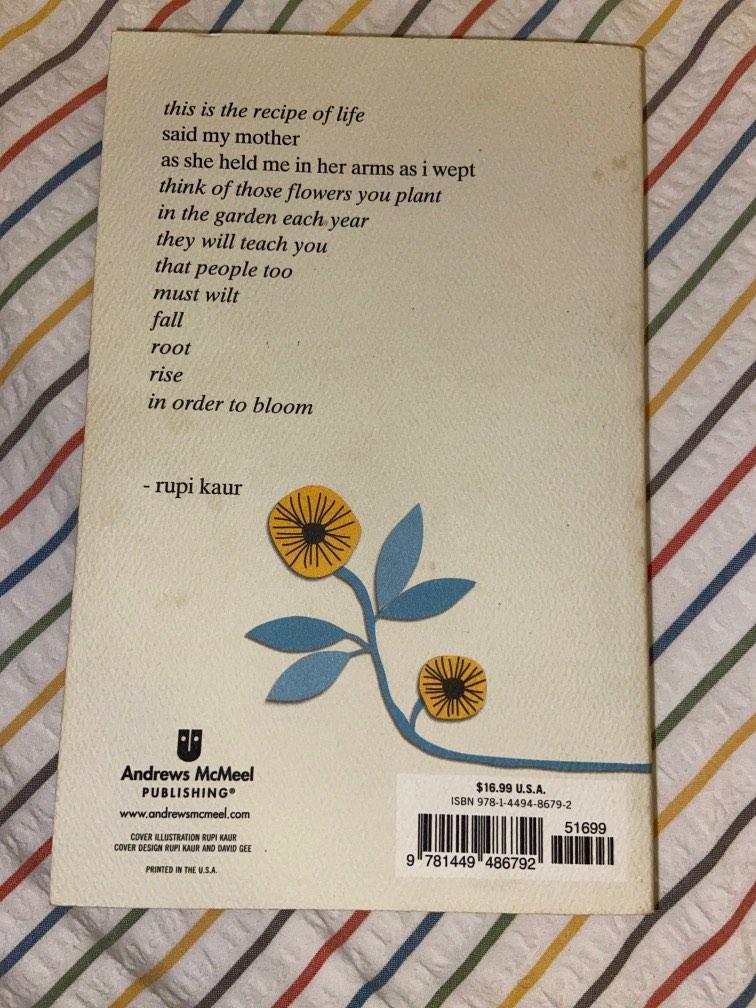 this is the recipe of life
said my mother
as she held me in her arms as i wept
think of those flowers you plant
in the garden each year
they will teach you
that people too
must wilt
fall
root
rise
in order to bloom
- rupi kaur
Andrews McMeel
PUBLISHING®
www.andrewsmcmeel.com
COVER ILLUSTRATION RUPI KAUR
COVER DESIGN RUPI KAUR AND DAVID GEE
PRINTED IN THE U.S.A.
$16.99 U.S.A.
ISBN 978-1-4494-8679-2
51699
9 781449 486792